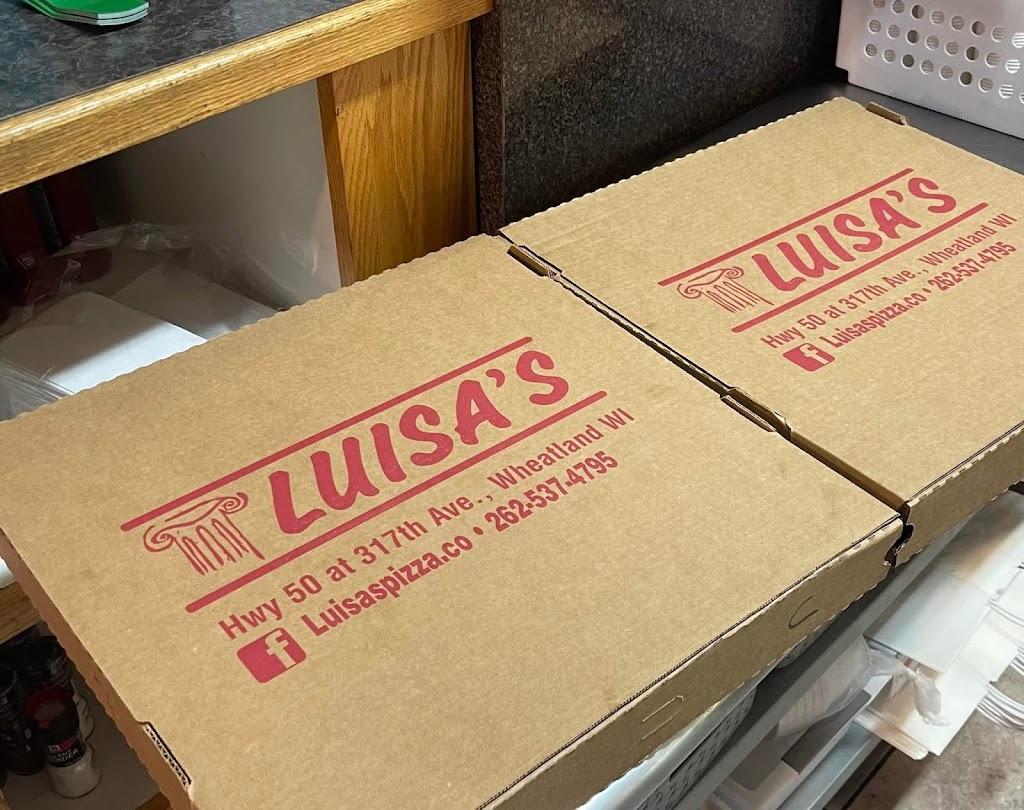 LUISA'S
Hwy 50 at 317th Ave., Wheatland WI
f Luisaspizza.co • 262-537-4795
LUISA'S
Hwy 50 at 317th Ave., Wheatland WI
f Luisaspizza.co • 262-537-4795